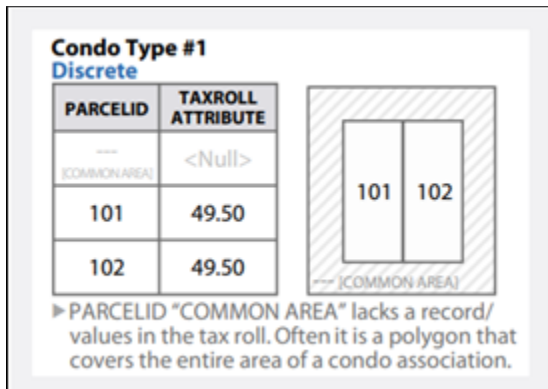 Condo Type #1
Discrete
PARCELID
TAXROLL
ATTRIBUTE
---
[COMMON AREA]
<Null>
101
49.50
102
49.50
101
102
--- [COMMON AREA]
▶PARCELID "COMMON AREA" lacks a record/
values in the tax roll. Often it is a polygon that
covers the entire area of a condo association.